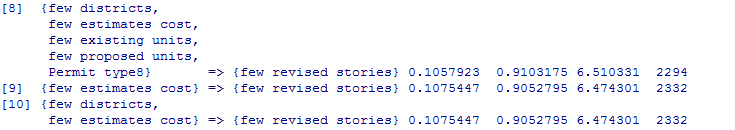 [8]  {few districts,
      few estimates cost,
      few existing units,
      few proposed units,
      Permit type8}       => {few revised stories} 0.1057923  0.9103175 6.510331  2294
[9]  {few estimates cost} => {few revised stories} 0.1075447  0.9052795 6.474301  2332
[10] {few districts,
      few estimates cost} => {few revised stories} 0.1075447  0.9052795 6.474301  2332